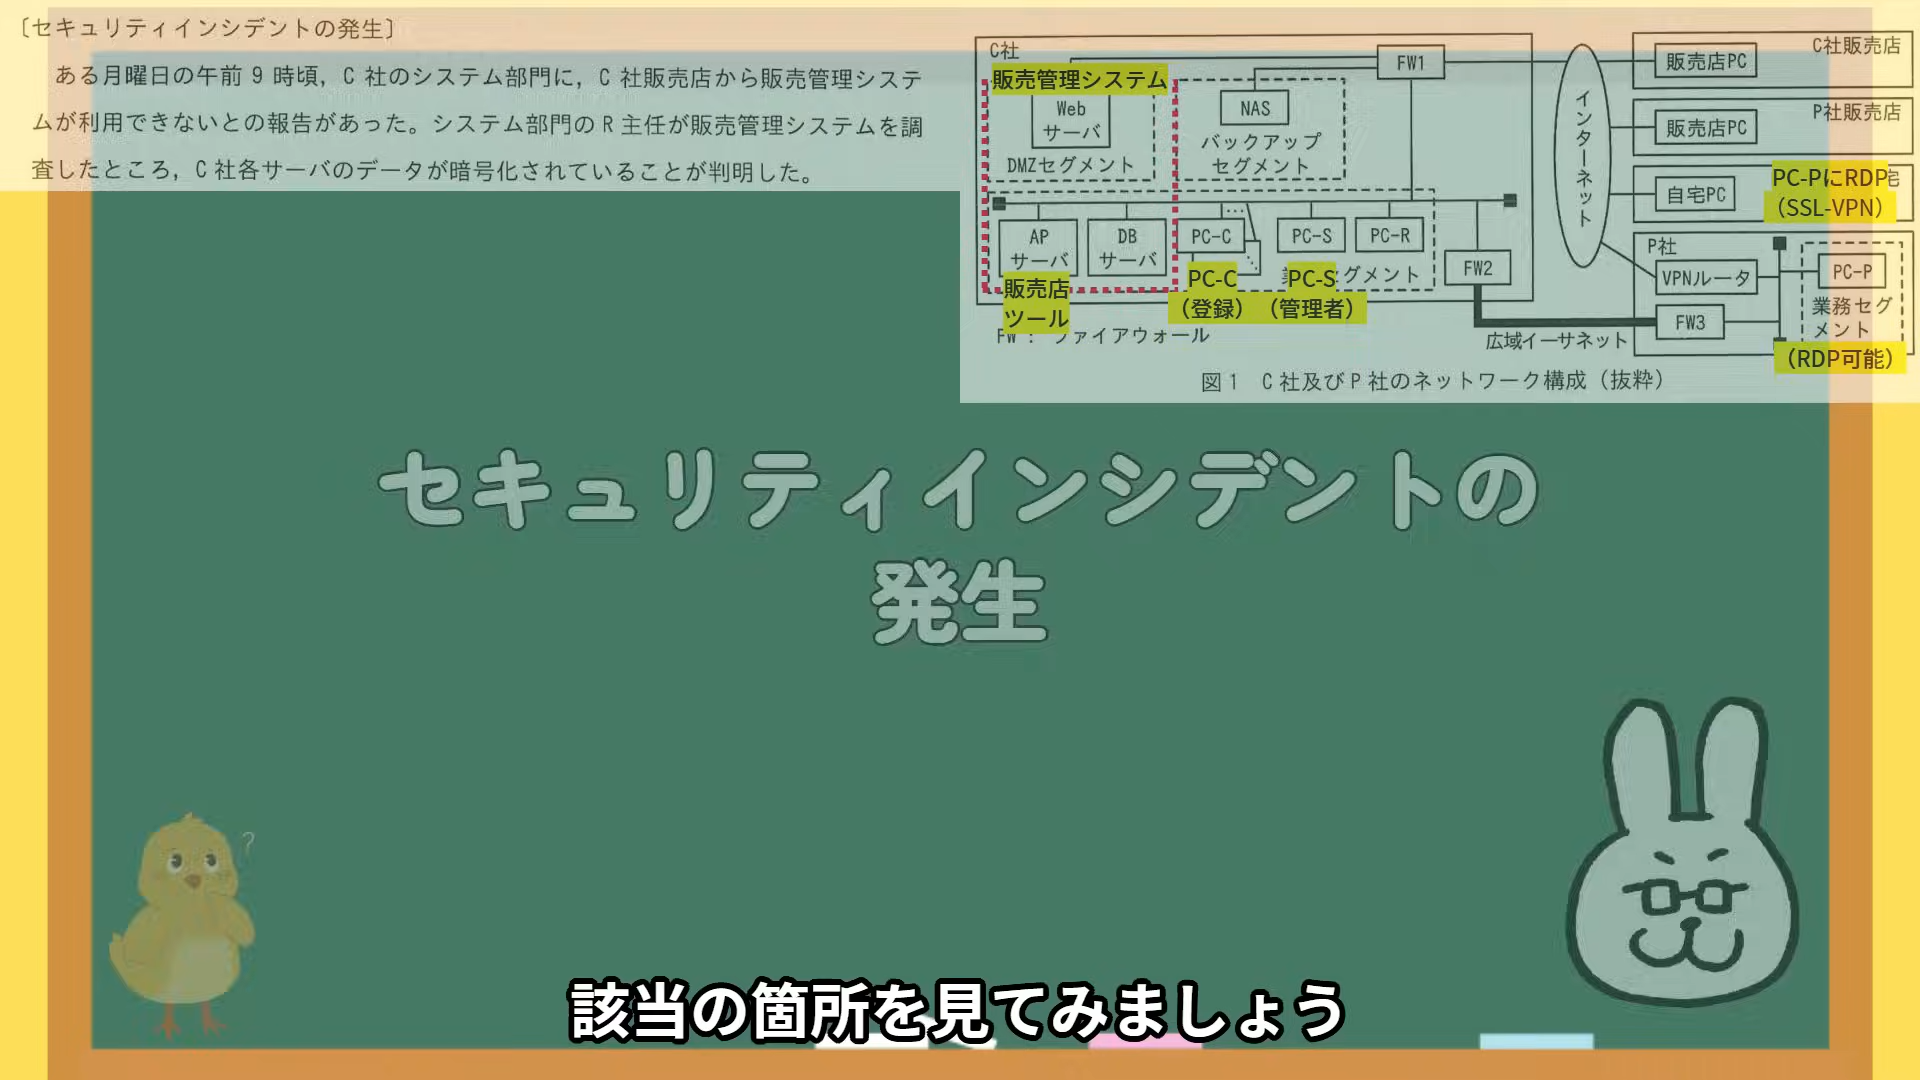 〔セキュリティインシデントの発生〕
ある月曜日の午前9時頃，C社のシステム部門に，C社販売店から販売管理システ
ムが利用できないとの報告があった。システム部門のR主任が販売管理システムを調
査したところ，C社各サーバのデータが暗号化されていることが判明した。
C社
販売管理システム
Web
サーバ
DMZセグメント
NAS
バックアップ
セグメント
FW1
AP
サーバ
DB
サーバ
PC-C
PC-S
PC-R
…
販売店
ツール
PC-C
（登録）
PC-S
（管理者）
グメント
FW2
FW： ファイアウォール
インターネット
販売店PC
C社販売店
販売店PC
P社販売店
自宅PC
宅
PC-PにRDP
（SSL-VPN）
P社
VPNルータ
FW3
PC-P
業務セグ
メント
（RDP可能）
広域イーサネット
図1　C社及びP社のネットワーク構成（抜粋）
セキュリティインシデントの
発生
?
該当の箇所を見てみましょう